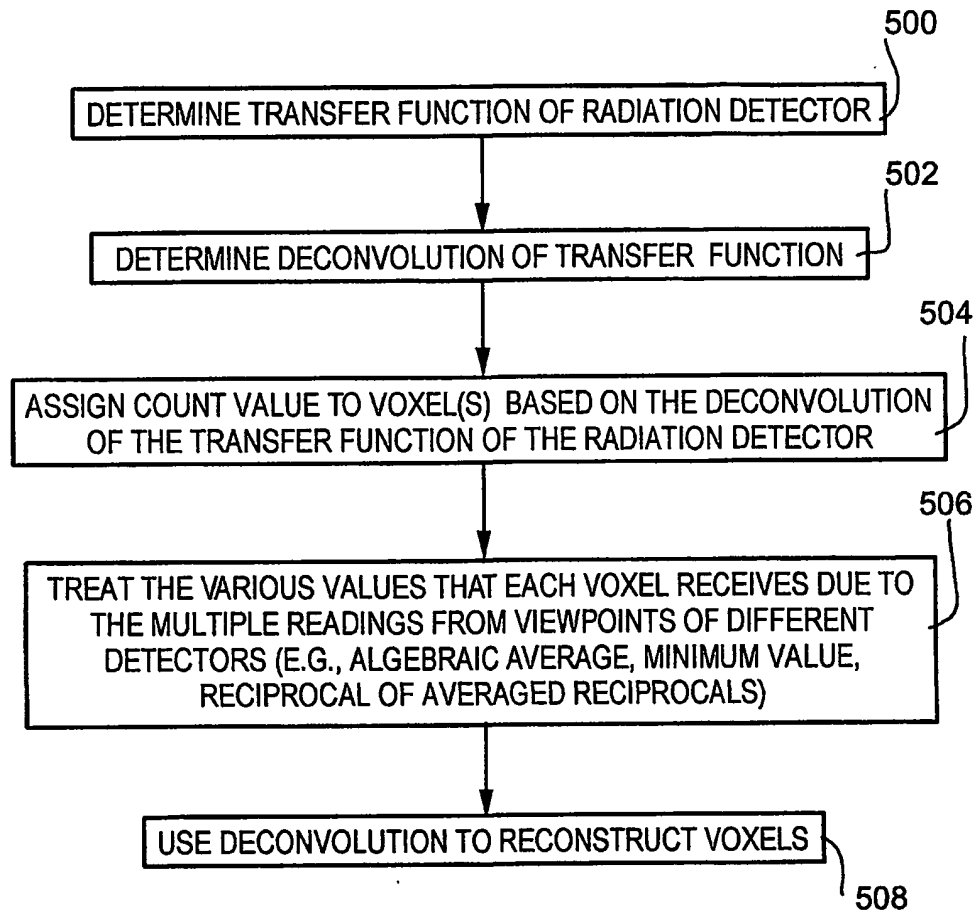 500
DETERMINE TRANSFER FUNCTION OF RADIATION DETECTOR
502
DETERMINE DECONVOLUTION OF TRANSFER FUNCTION
504
ASSIGN COUNT VALUE TO VOXEL(S) BASED ON THE DECONVOLUTION
OF THE TRANSFER FUNCTION OF THE RADIATION DETECTOR
506
TREAT THE VARIOUS VALUES THAT EACH VOXEL RECEIVES DUE TO
THE MULTIPLE READINGS FROM VIEWPOINTS OF DIFFERENT
DETECTORS (E.G., ALGEBRAIC AVERAGE, MINIMUM VALUE,
RECIPROCAL OF AVERAGED RECIPROCALS)
USE DECONVOLUTION TO RECONSTRUCT VOXELS
508